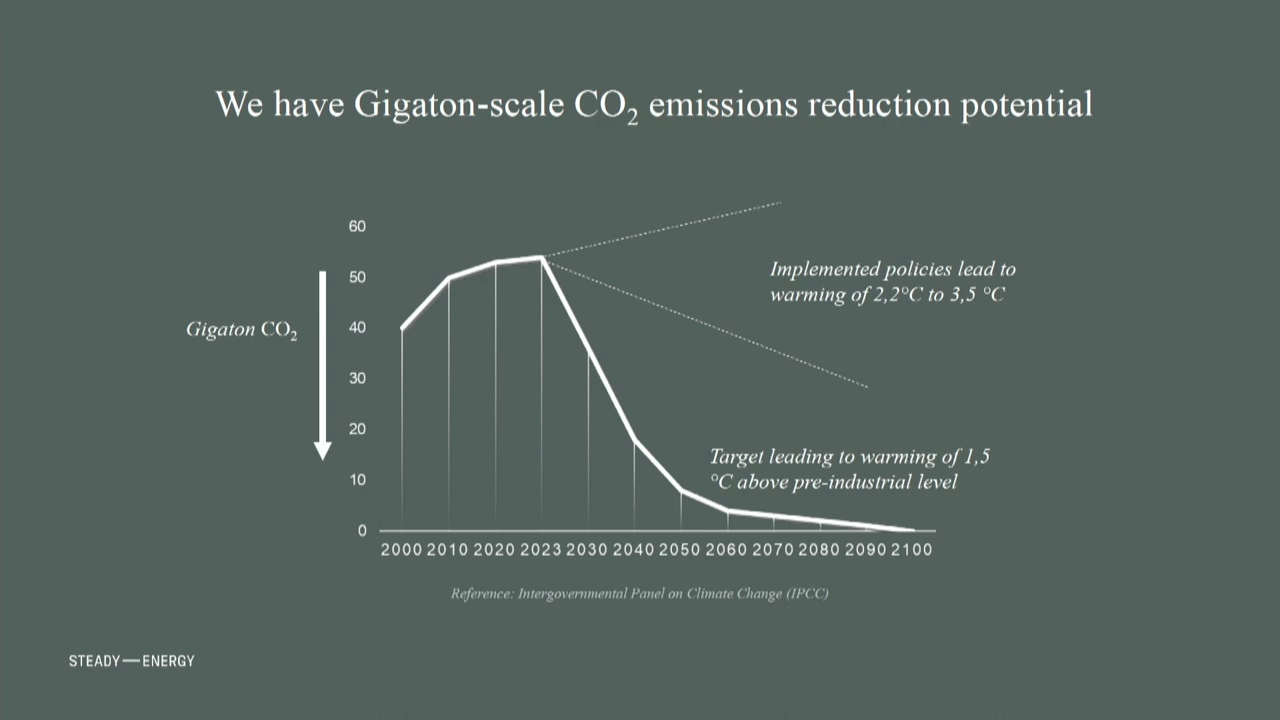 We have Gigaton-scale CO₂ emissions reduction potential
60
50
40
30
20
10
0
Gigaton CO₂
Implemented policies lead to
warming of 2,2°C to 3,5 °C
Target leading to warming of 1,5
°C above pre-industrial level
2000 2010 2020 2023 2030 2040 2050 2060 2070 2080 2090 2100
Reference: Intergovernmental Panel on Climate Change (IPCC)
STEADY—ENERGY